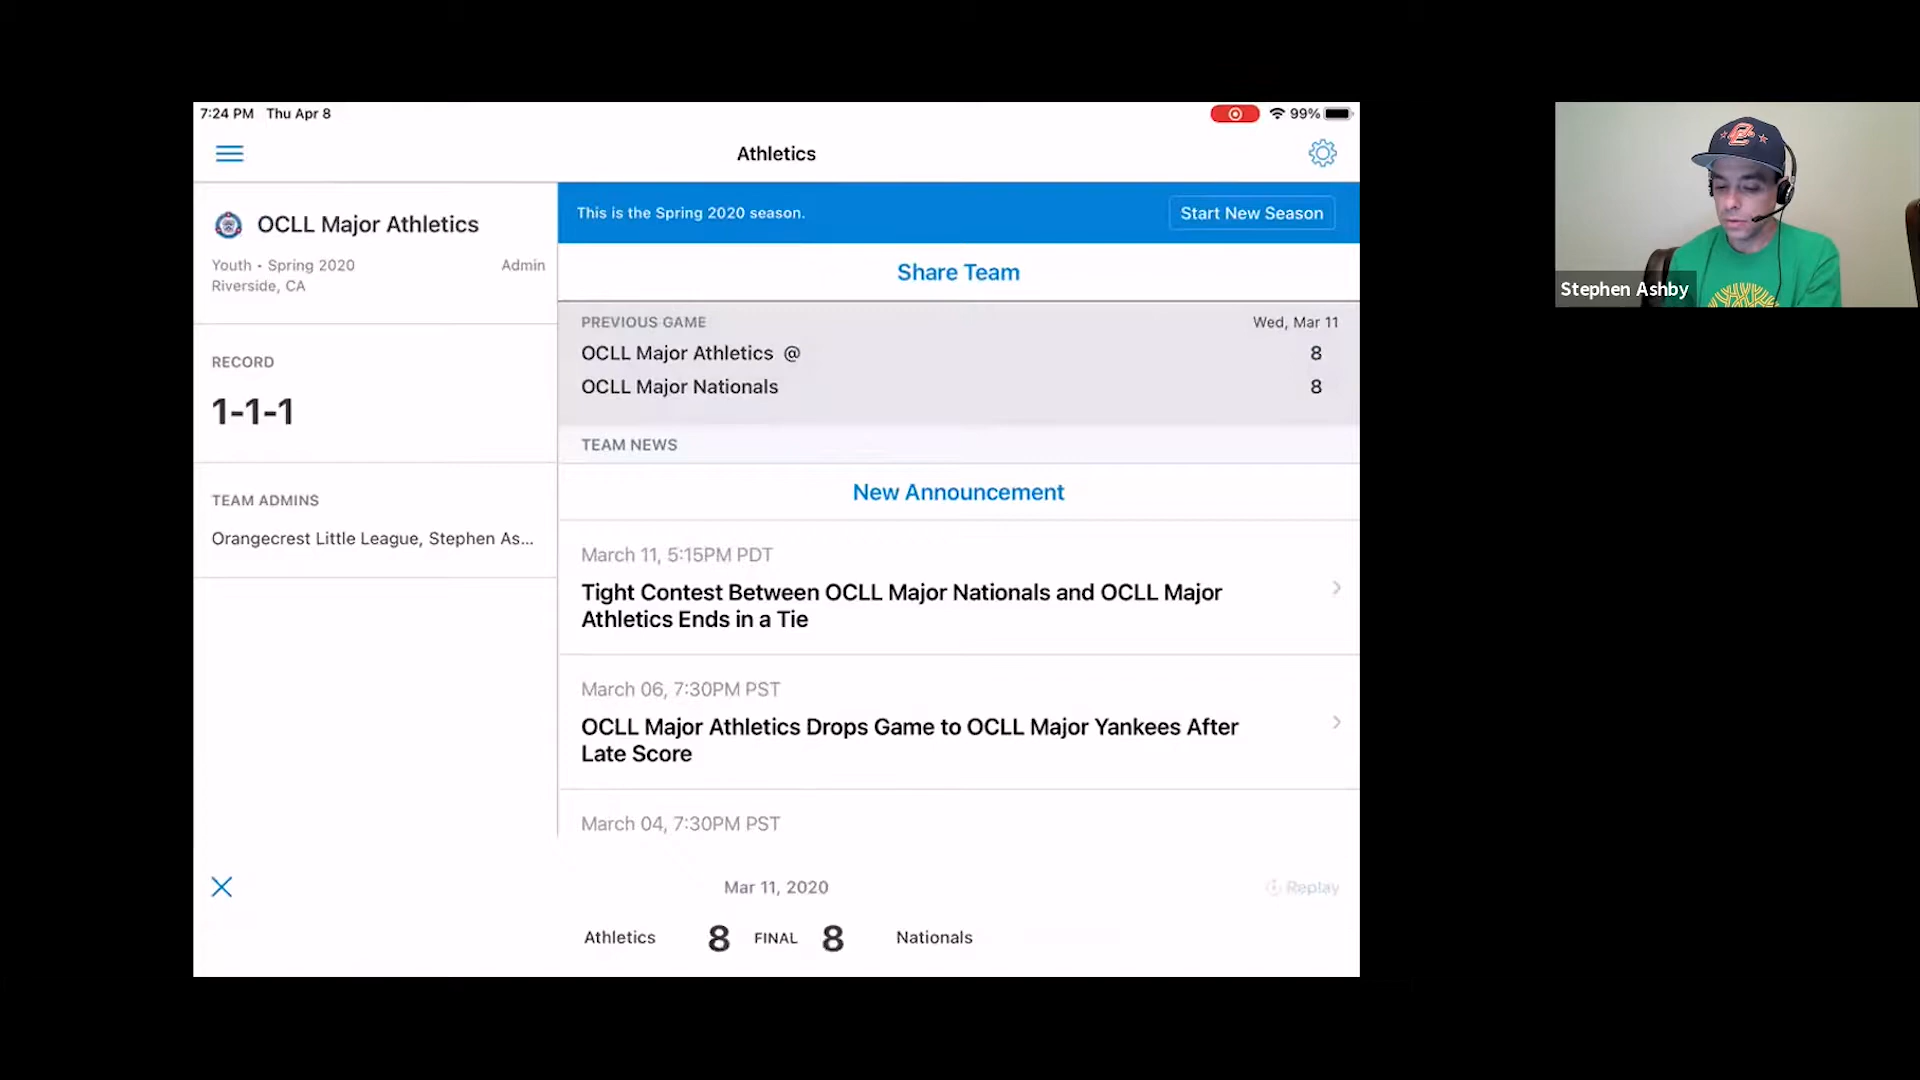 7:24 PM Thu Apr 8
99%
Athletics
OCLL Major Athletics
Youth • Spring 2020
Admin
Riverside, CA
RECORD
1-1-1
TEAM ADMINS
Orangecrest Little League, Stephen As...
This is the Spring 2020 season.
Start New Season
Share Team
PREVIOUS GAME
Wed, Mar 11
OCLL Major Athletics @ 8
OCLL Major Nationals 8
TEAM NEWS
New Announcement
March 11, 5:15PM PDT
Tight Contest Between OCLL Major Nationals and OCLL Major
Athletics Ends in a Tie
March 06, 7:30PM PST
OCLL Major Athletics Drops Game to OCLL Major Yankees After
Late Score
March 04, 7:30PM PST
Mar 11, 2020
Replay
Athletics 8 FINAL 8 Nationals
Stephen Ashby